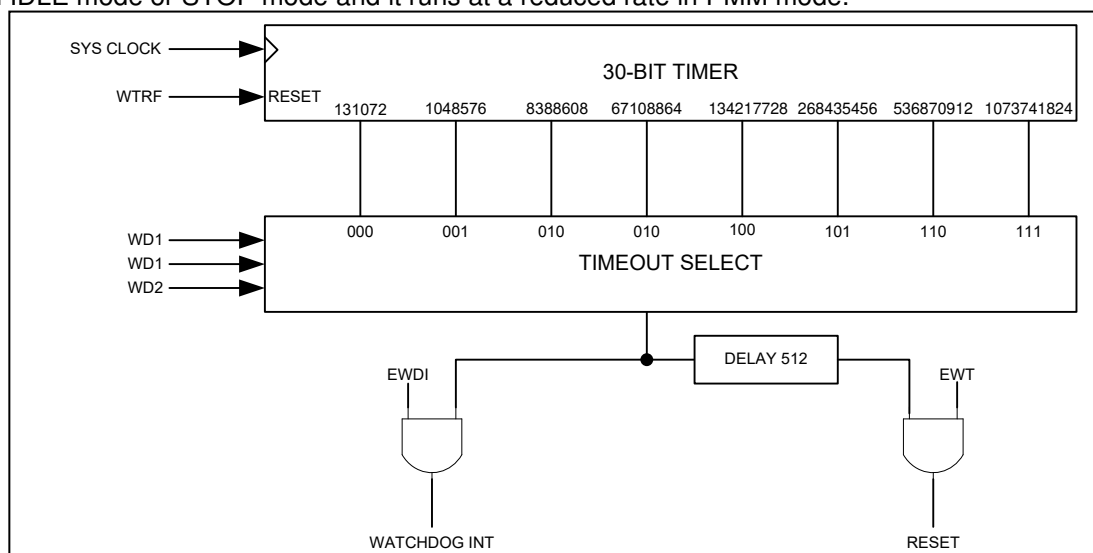 IDLE mode or STOP mode and it runs at a reduced rate in PMM mode.
SYS CLOCK
30-BIT TIMER
WTRF
RESET
131072 1048576 8388608 67108864 134217728 268435456 536870912 1073741824
WD1
000 001 010 010 100 101 110 111
WD1
TIMEOUT SELECT
WD2
DELAY 512
EWDI
EWT
WATCHDOG INT
RESET